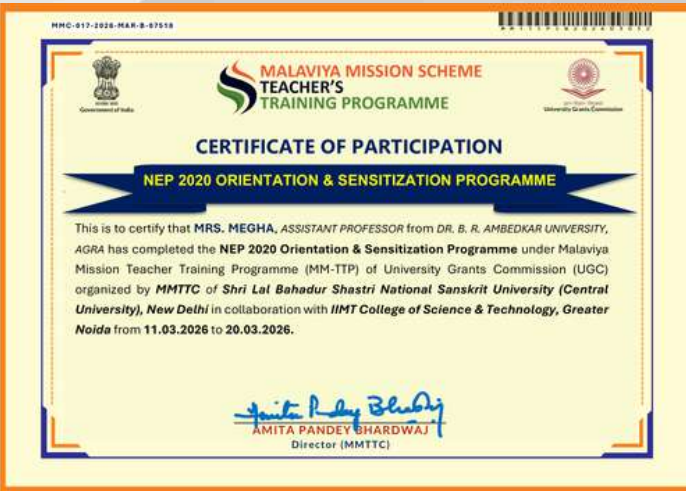 MMC-017-2026-MAR-B-07518
Government of India
MALAVIYA MISSION SCHEME
TEACHER'S
TRAINING PROGRAMME
University Grants Commission
CERTIFICATE OF PARTICIPATION
NEP 2020 ORIENTATION & SENSITIZATION PROGRAMME
This is to certify that MRS. MEGHA, ASSISTANT PROFESSOR from DR. B. R. AMBEDKAR UNIVERSITY,
AGRA has completed the NEP 2020 Orientation & Sensitization Programme under Malaviya
Mission Teacher Training Programme (MM-TTP) of University Grants Commission (UGC)
organized by MMTTC of Shri Lal Bahadur Shastri National Sanskrit University (Central
University), New Delhi in collaboration with IIMT College of Science & Technology, Greater
Noida from 11.03.2026 to 20.03.2026.
Amita Pandey Bhardwaj
AMITA PANDEY BHARDWAJ
Director (MMTTC)